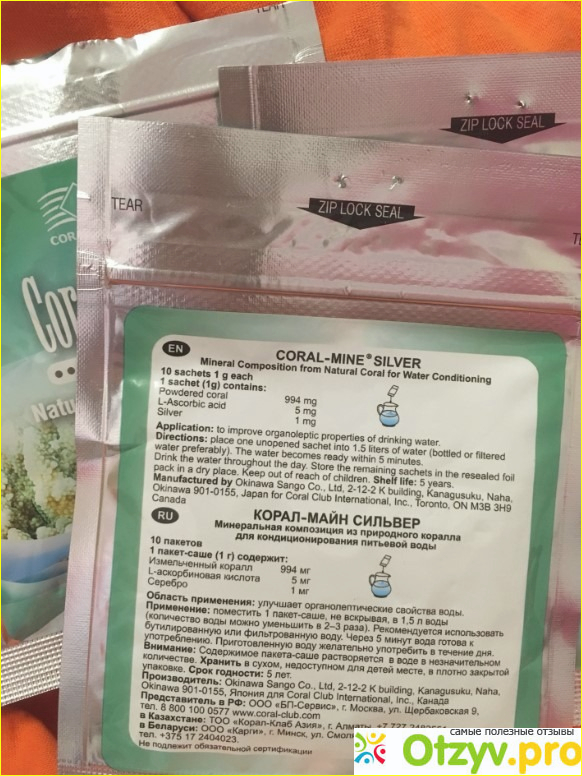 TEAR
ZIP LOCK SEAL
TEAR
ZIP LOCK SEAL
EN
CORAL-MINE® SILVER
Mineral Composition from Natural Coral for Water Conditioning
10 sachets 1 g each
1 sachet (1g) contains:
Powdered coral 994 mg
L-Ascorbic acid 5 mg
Silver 1 mg
Application: to improve organoleptic properties of drinking water.
Directions: place one unopened sachet into 1.5 liters of water (bottled or filtered
water preferably). The water becomes ready within 5 minutes.
Drink the water throughout the day. Store the remaining sachets in the resealed foil
pack in a dry place. Keep out of reach of children. Shelf life: 5 years.
Manufactured by Okinawa Sango Co., Ltd, 2-12-2 K building, Kanagusuku, Naha,
Okinawa 901-0155, Japan for Coral Club International, Inc., Toronto, ON M3B 3H9
Canada
RU
КОРАЛ-МАЙН СИЛЬВЕР
Минеральная композиция из природного коралла
для кондиционирования питьевой воды
10 пакетов
1 пакет-саше (1 г) содержит:
Измельченный коралл 994 мг
L-аскорбиновая кислота 5 мг
Серебро 1 мг
Область применения: улучшает органолептические свойства воды.
Применение: поместить 1 пакет-саше, не вскрывая, в 1,5 л воды
(количество воды можно уменьшить в 2–3 раза). Рекомендуется использовать
бутилированную или фильтрованную воду. Через 5 минут вода готова к
употреблению. Приготовленную воду желательно употребить в течение дня.
Внимание: Содержимое пакета-саше растворяется в воде в незначительном
количестве. Хранить в сухом, недоступном для детей месте, в плотно закрытой
упаковке. Срок годности: 5 лет.
Производитель: Okinawa Sango Co., Ltd, 2-12-2 K building, Kanagusuku, Naha,
Okinawa 901-0155, Япония для Coral Club International, Inc., Канада
Представитель в РФ: ООО «БП-Сервис», г. Москва, ул. Щербаковская 9,
тел. 8 800 100 0577 www.coral-club.com
в Казахстане: ТОО «Корал-Клаб Азия», г. Алматы,
в Беларуси: ООО «Карги», г. Минск, ул.
тел. +375 17 2404023.
Не подлежит обязательной сертификации
самые полезные отзывы
Otzyv.pro